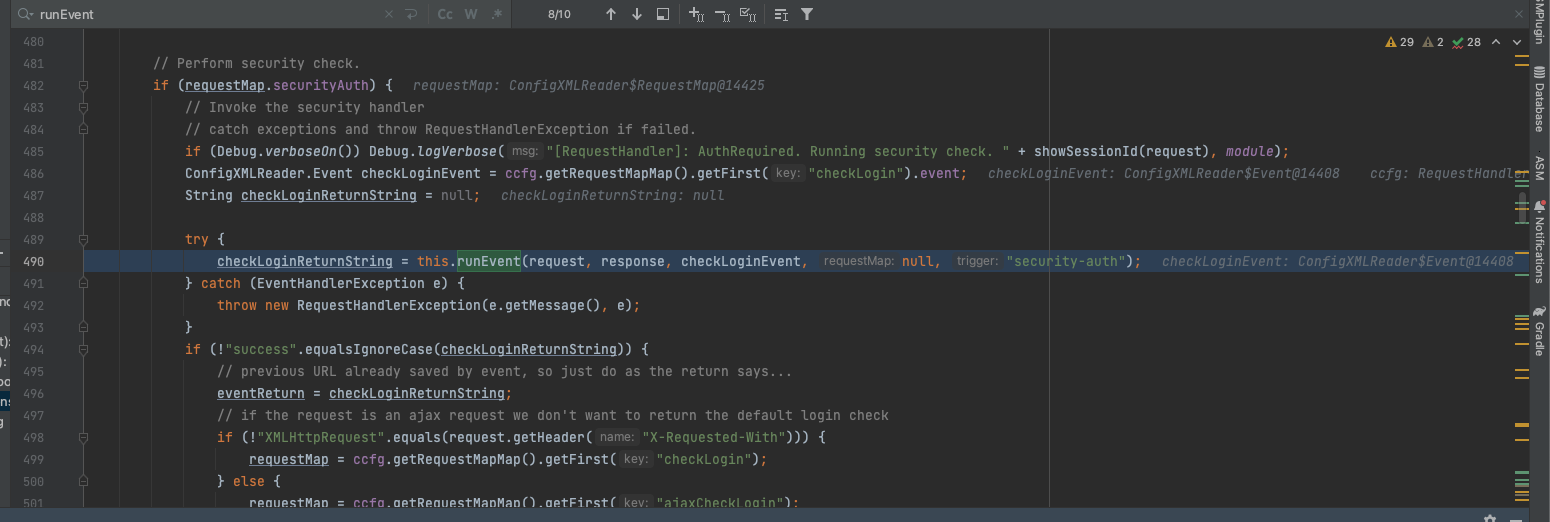 runEvent
Cc W .*
8/10
29 2 28
480
481 // Perform security check.
482 if (requestMap.securityAuth) { requestMap: ConfigXMLReader$RequestMap@14425
483 // Invoke the security handler
484 // catch exceptions and throw RequestHandlerException if failed.
485 if (Debug.verboseOn()) Debug.logVerbose( msg: "[RequestHandler]: AuthRequired. Running security check. " + showSessionId(request), module);
486 ConfigXMLReader.Event checkLoginEvent = ccfg.getRequestMapMap().getFirst( key: "checkLogin").event; checkLoginEvent: ConfigXMLReader$Event@14408 ccfg: RequestHandler
487 String checkLoginReturnString = null; checkLoginReturnString: null
488
489 try {
490 checkLoginReturnString = this.runEvent(request, response, checkLoginEvent, requestMap: null, trigger: "security-auth"); checkLoginEvent: ConfigXMLReader$Event@14408
491 } catch (EventHandlerException e) {
492 throw new RequestHandlerException(e.getMessage(), e);
493 }
494 if (!"success".equalsIgnoreCase(checkLoginReturnString)) {
495 // previous URL already saved by event, so just do as the return says...
496 eventReturn = checkLoginReturnString;
497 // if the request is an ajax request we don't want to return the default login check
498 if (!"XMLHttpRequest".equals(request.getHeader( name: "X-Requested-With"))) {
499 requestMap = ccfg.getRequestMapMap().getFirst( key: "checkLogin");
500 } else {
501 requestMap = ccfg.getRequestMapMap().getFirst( key: "ajaxCheckLogin");
Database
ASM
Notifications
Gradle